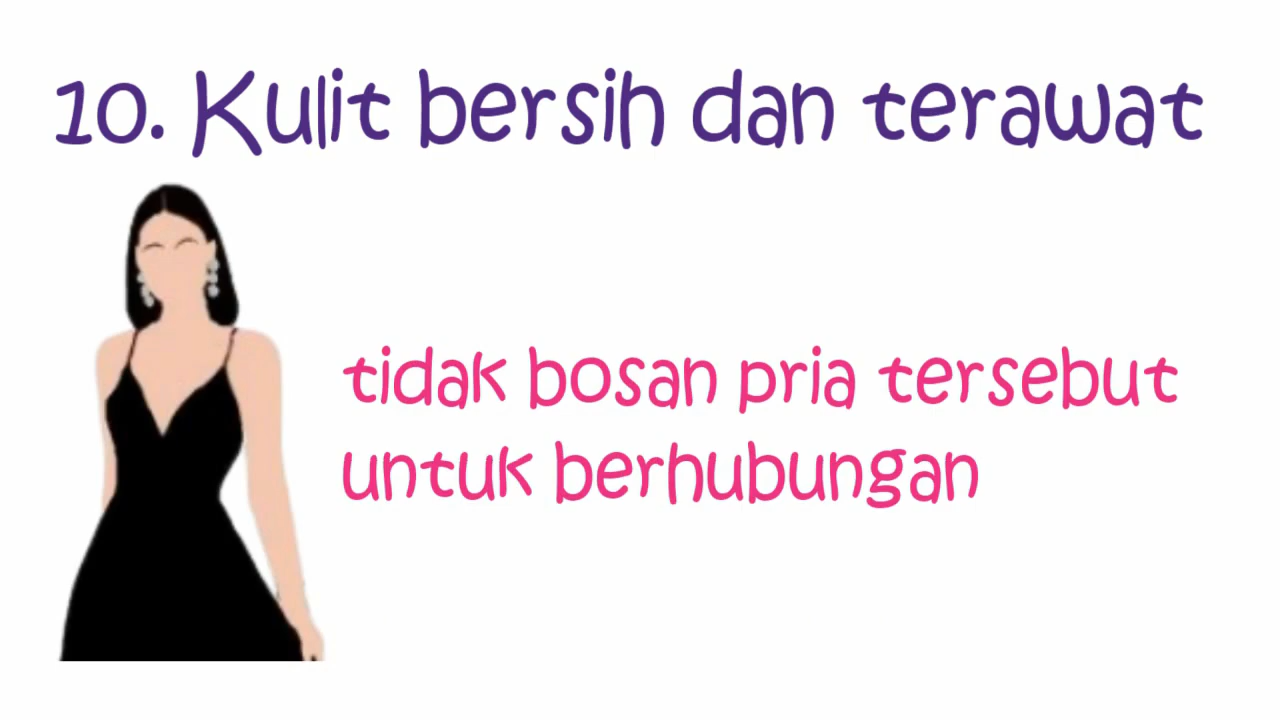 10. Kulit bersih dan terawat
tidak bosan pria tersebut
untuk berhubungan